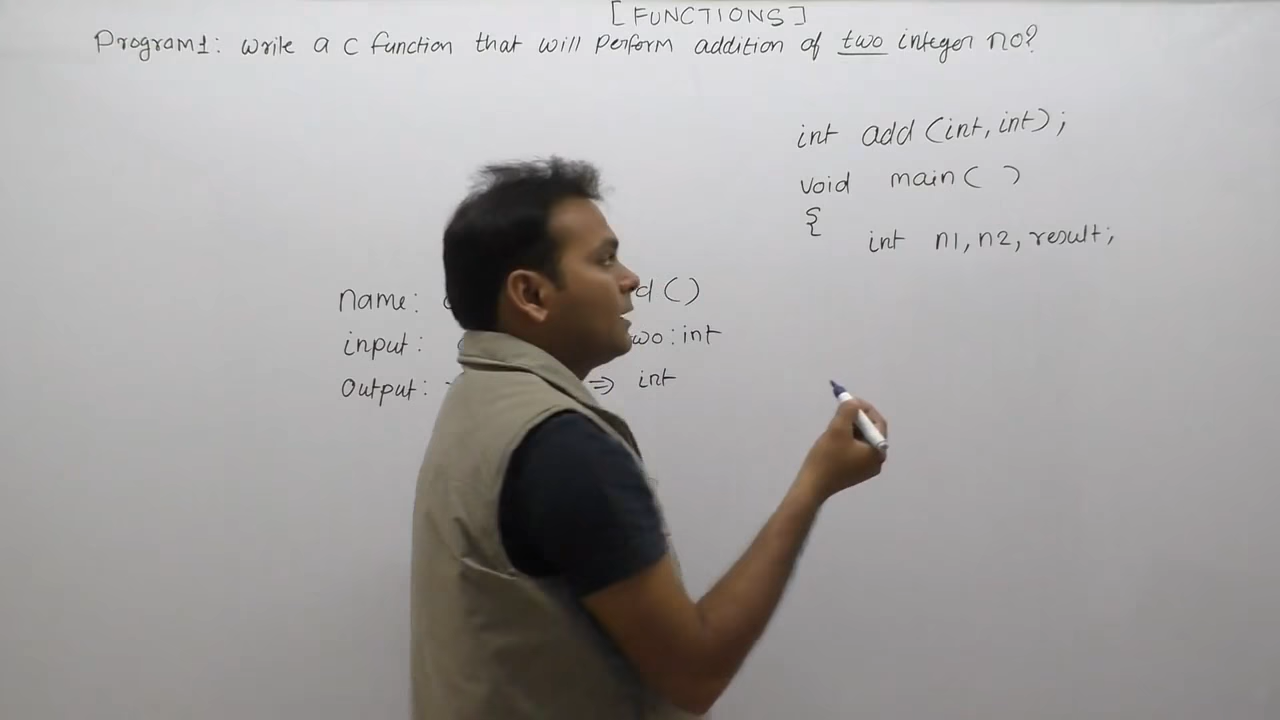 [FUNCTIONS]
Program1: write a C function that will perform addition of two integer no?
int add (int, int);
void main( )
{
int n1, n2, result;
name: d()
input: wo: int
output: ⇒ int